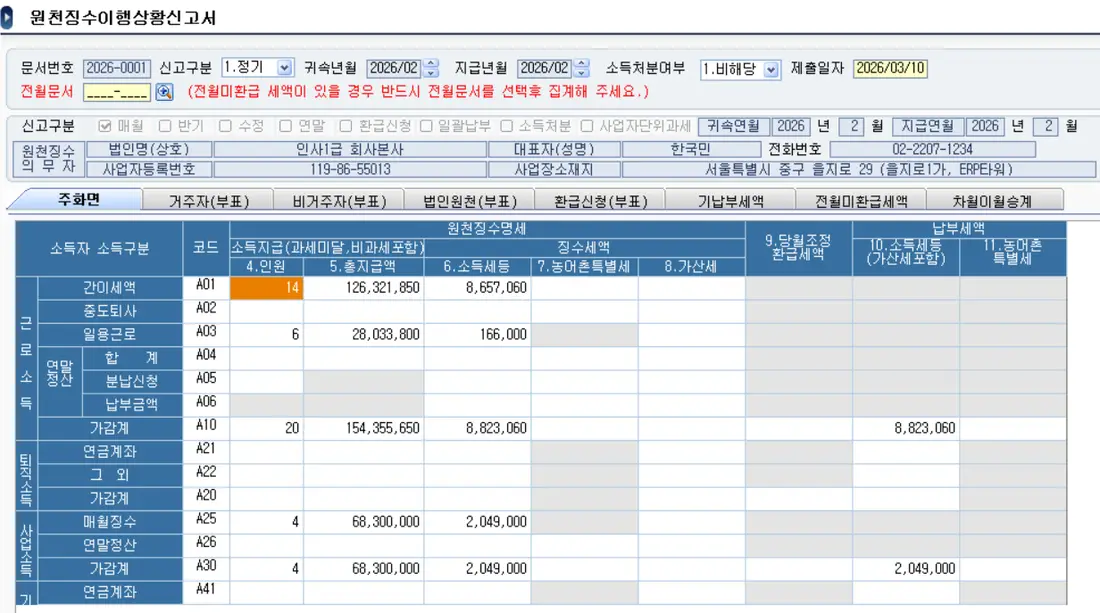 원천징수이행상황신고서
문서번호 2026-0001 신고구분 1.정기 귀속년월 2026/02 지급년월 2026/02 소득처분여부 1.비해당 제출일자 2026/03/10
전월문서 ____-____ (전월미환급 세액이 있을 경우 반드시 전월문서를 선택후 집계해 주세요.)
신고구분 매월 반기 수정 연말 환급신청 일괄납부 소득처분 사업자단위과세 귀속연월 2026 년 2 월 지급연월 2026 년 2 월
원천징수 의 무 자 법인명(상호) 인사1급 회사본사 대표자(성명) 한국민 전화번호 02-2207-1234
사업자등록번호 119-86-55013 사업장소재지 서울특별시 중구 을지로 29 (을지로1가, ERPE타워)
주화면 거주자(부표) 비거주자(부표) 법인원천(부표) 환급신청(부표) 기납부세액 전월미환급세액 차월이월승계
소득자 소득구분 코드 원천징수명세 9.당월조정 환급세액 납부세액
소득지급(과세미달,비과세포함) 징수세액 10.소득세등 (가산세포함) 11.농어촌 특별세
4.인원 5.총지급액 6.소득세등 7.농어촌특별세 8.가산세
근로소득 간이세액 A01 14 126,321,850 8,657,060
중도퇴사 A02
일용근로 A03 6 28,033,800 166,000
연말정산 합 계 A04
분납신청 A05
납부금액 A06
가감계 A10 20 154,355,650 8,823,060 8,823,060
퇴직소득 연금계좌 A21
그 외 A22
가감계 A20
사업소득 매월징수 A25 4 68,300,000 2,049,000
연말정산 A26
가감계 A30 4 68,300,000 2,049,000 2,049,000
기 연금계좌 A41